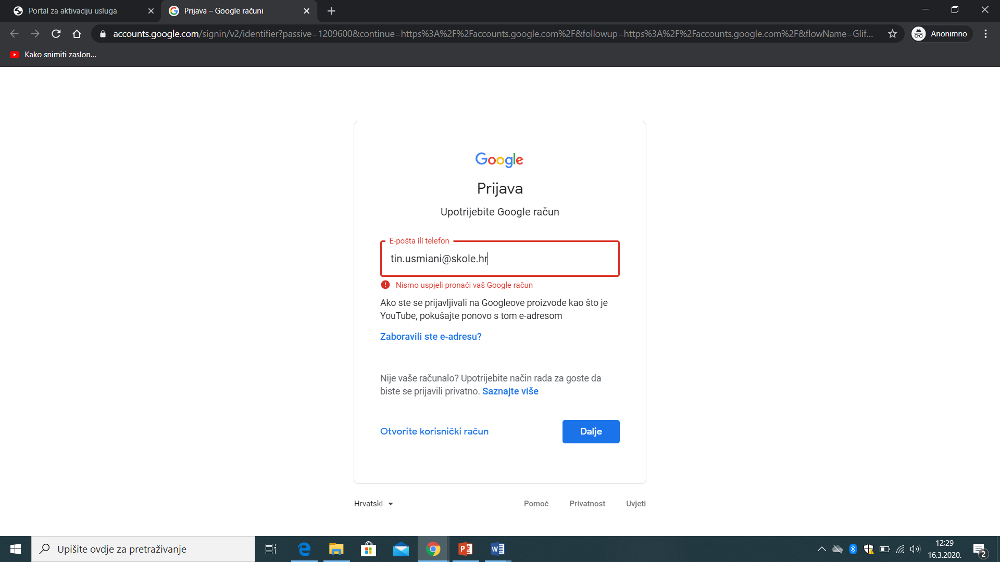 Portal za aktivaciju usluga
Prijava – Google računi
accounts.google.com/signin/v2/identifier?passive=1209600&continue=https%3A%2F%2Faccounts.google.com%2F&followup=https%3A%2F%2Faccounts.google.com%2F&flowName=Glif...
Anonimno
Kako snimiti zaslon...
Google
Prijava
Upotrijebite Google račun
E-pošta ili telefon
tin.usmiani@skole.hr
Nismo uspjeli pronaći vaš Google račun
Ako ste se prijavljivali na Googleove proizvode kao što je
YouTube, pokušajte ponovo s tom e-adresom
Zaboravili ste e-adresu?
Nije vaše računalo? Upotrijebite način rada za goste da
biste se prijavili privatno. Saznajte više
Otvorite korisnički račun
Dalje
Hrvatski
Pomoć
Privatnost
Uvjeti
Upišite ovdje za pretraživanje
12:29
16.3.2020.
2